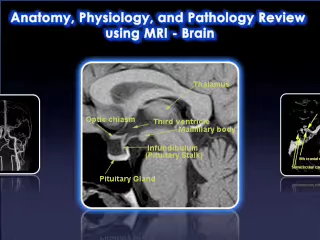 Anatomy, Physiology, and Pathology Review
using MRI - Brain
Thalamus
Optic chiasm
Third ventricle
Mamillary body
Infundibulum
(Pituitary Stalk)
Pituitary Gland